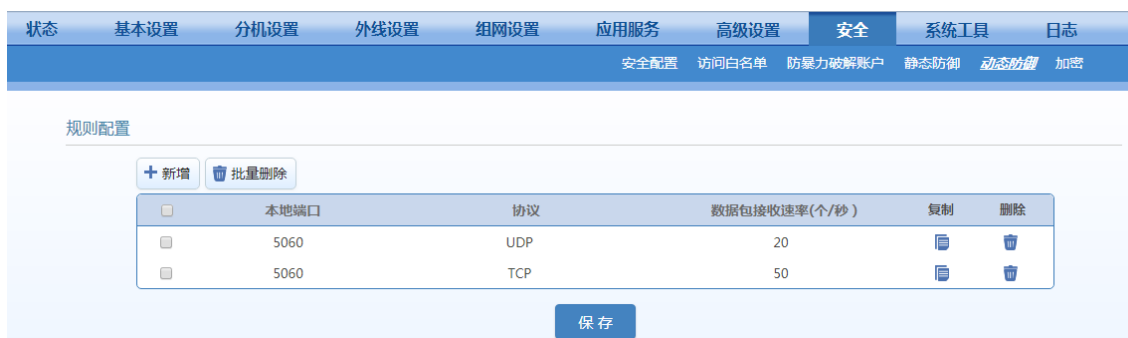 状态 基本设置 分机设置 外线设置 组网设置 应用服务 高级设置 安全 系统工具 日志
安全配置 访问白名单 防暴力破解账户 静态防御 动态防御 加密
规则配置
新增 批量删除
本地端口 协议 数据包接收速率(个/秒) 复制 删除
5060 UDP 20
5060 TCP 50
保存